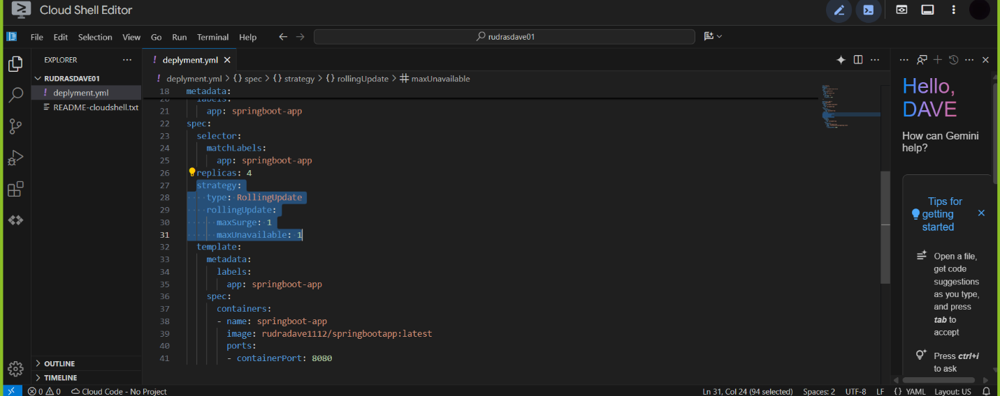 Cloud Shell Editor
File Edit Selection View Go Run Terminal Help
rudrasdave01
EXPLORER
RUDRASDAVE01
! deplyment.yml
README-cloudshell.txt
OUTLINE
TIMELINE
! deplyment.yml
! deplyment.yml > {} spec > {} strategy > {} rollingUpdate > # maxUnavailable
18 metadata:
20 labels:
21 app: springboot-app
22 spec:
23 selector:
24 matchLabels:
25 app: springboot-app
26 replicas: 4
27 strategy:
28 type: RollingUpdate
29 rollingUpdate:
30 maxSurge: 1
31 maxUnavailable: 1
32 template:
33 metadata:
34 labels:
35 app: springboot-app
36 spec:
37 containers:
38 - name: springboot-app
39 image: rudradave1112/springbootapp:latest
40 ports:
41 - containerPort: 8080
Hello,
DAVE
How can Gemini
help?
Tips for
getting
started
Open a file,
get code
suggestions
as you type,
and press
tab to
accept
Press ctrl+i
to ask
0 0 Cloud Code - No Project
Ln 31, Col 24 (94 selected) Spaces: 2 UTF-8 LF {} YAML Layout: US